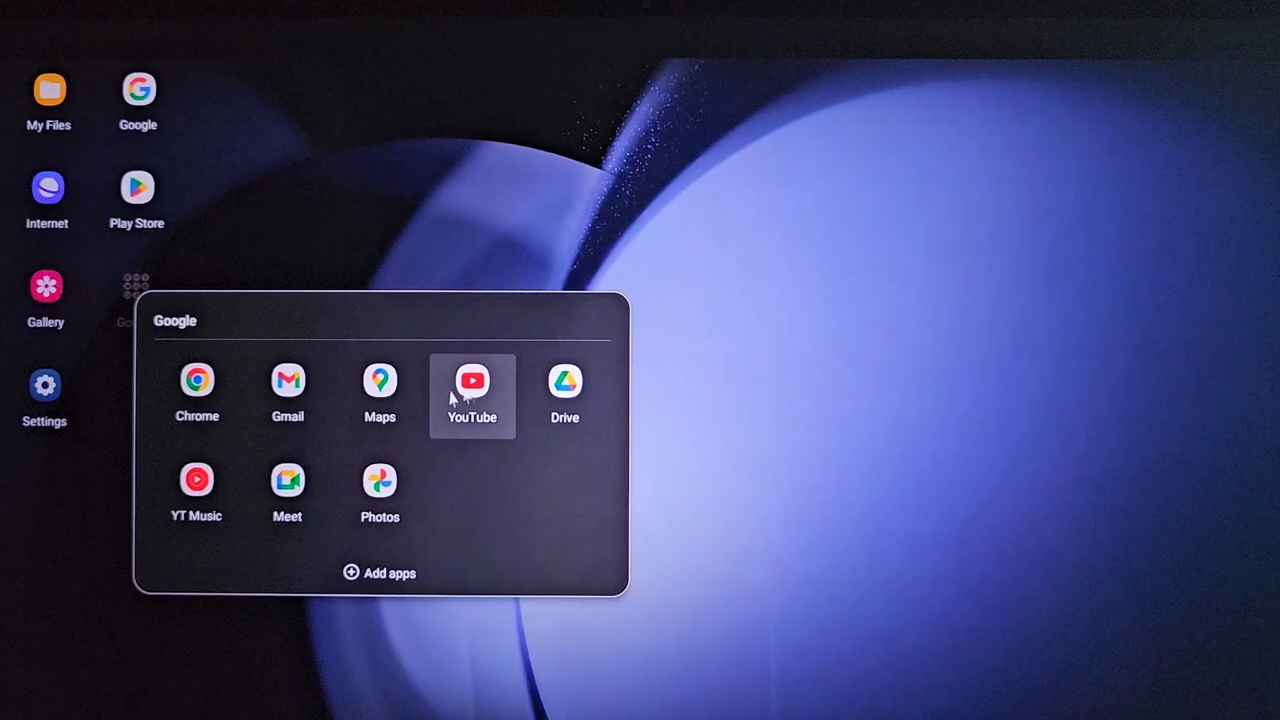 My Files
Google
Internet
Play Store
Gallery
Settings
Google
Chrome
Gmail
Maps
YouTube
Drive
YT Music
Meet
Photos
Add apps